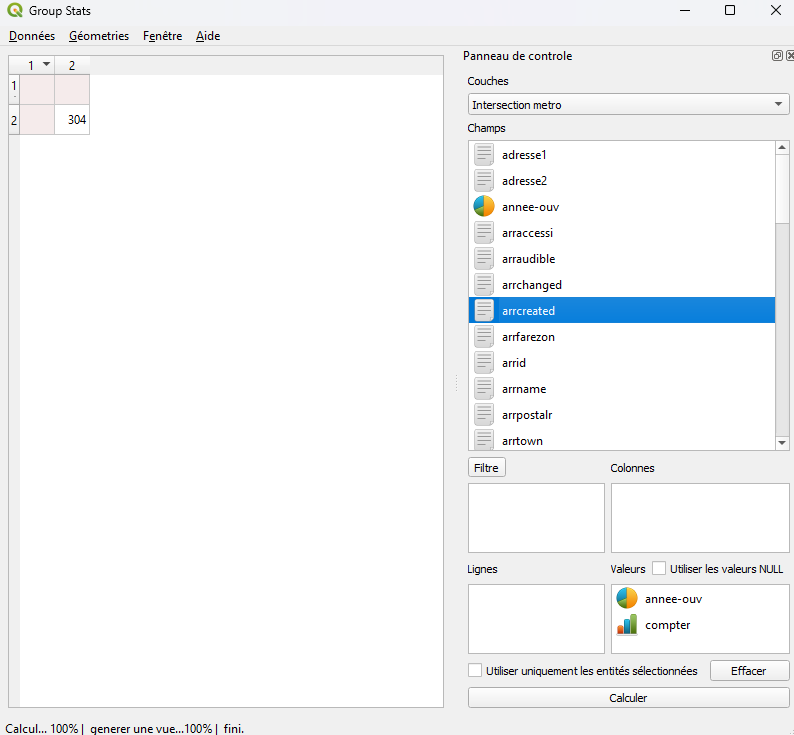 Group Stats
Données Géometries Fenêtre Aide
1 2
1
2 304
Panneau de controle
Couches
Intersection metro
Champs
adresse1
adresse2
annee-ouv
arraccessi
arraudible
arrchanged
arrcreated
arrfarezon
arrid
arrname
arrpostalr
arrtown
Filtre Colonnes
Lignes Valeurs Utiliser les valeurs NULL
annee-ouv
compter
Utiliser uniquement les entités sélectionnées Effacer
Calculer
Calcul... 100% | generer une vue...100% | fini.